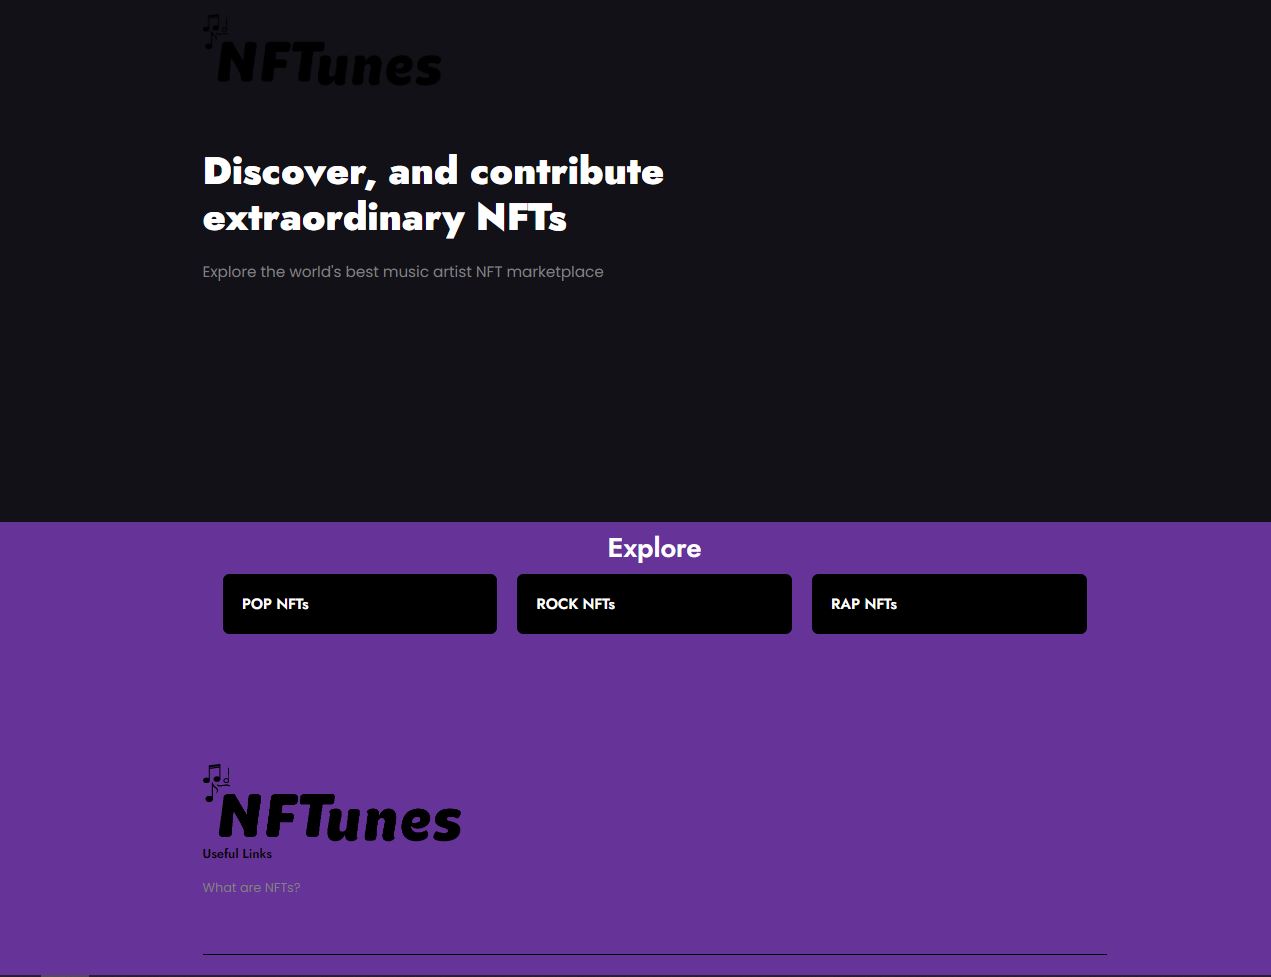 NFTunes
Discover, and contribute
extraordinary NFTs
Explore the world's best music artist NFT marketplace
Explore
POP NFTs
ROCK NFTs
RAP NFTs
NFTunes
Useful Links
What are NFTs?